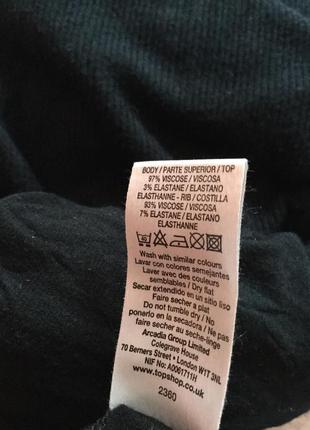 BODY / PARTE SUPERIOR / TOP
97% VISCOSE / VISCOSA
3% ELASTANE / ELASTANO
ELASTHANNE - RIB / COSTILLA
93% VISCOSE / VISCOSA
7% ELASTANE / ELASTANO
ELASTHANNE
Wash with similar colours
Lavar con colores semejantes
Laver avec des couleurs
semblables / Dry flat
Secar extendido en un sitio liso
Faire secher a plat
Do not tumble dry / No
ponerlo en la secadora / Ne pas
faire sécher au seche-linge
Arcadia Group Limited
Colegrave House
70 Berners Street - London W1T 3NL
NIF No: A0061711H
www.topshop.co.uk
2360